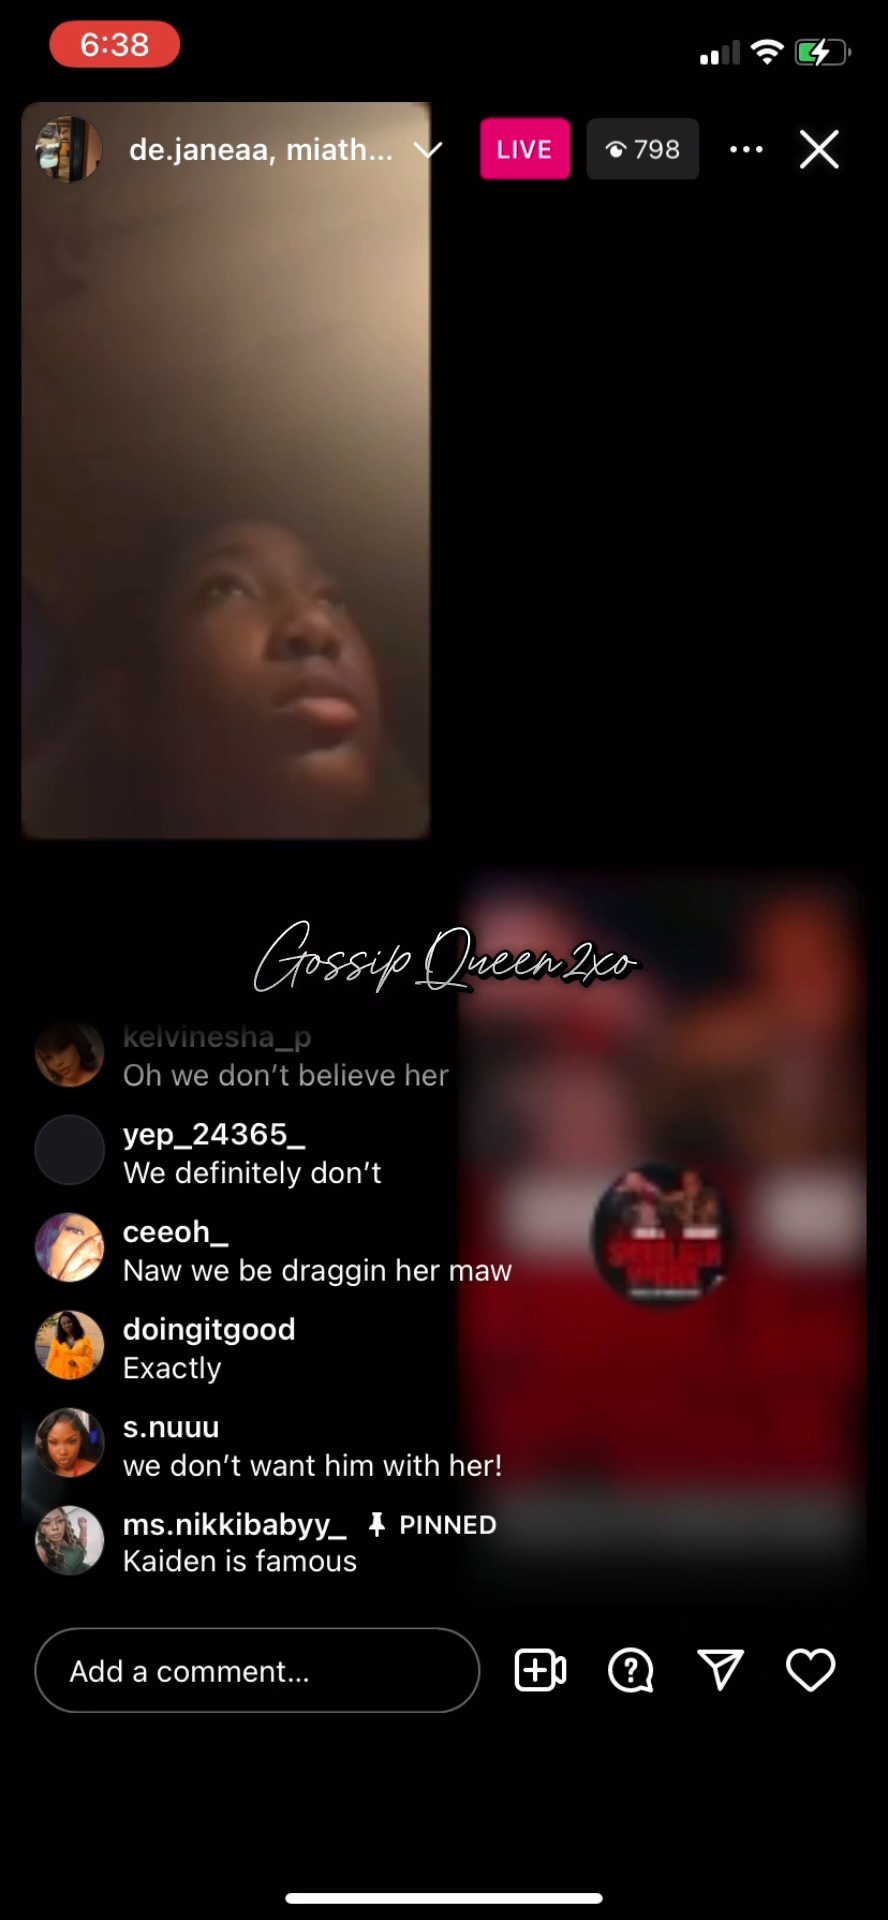 6:38
de.janeaa, miath...
LIVE
798
Gossip Queen2xo
kelvinesha_p
Oh we don’t believe her
yep_24365_
We definitely don’t
ceeoh_
Naw we be draggin her maw
doingitgood
Exactly
s.nuuu
we don’t want him with her!
ms.nikkibabyy_ PINNED
Kaiden is famous
Add a comment...